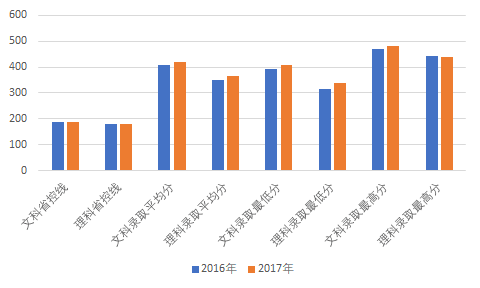 600
500
400
300
200
100
0
文科省控线
理科省控线
文科录取平均分
理科录取平均分
文科录取最低分
理科录取最低分
文科录取最高分
理科录取最高分
2016年 2017年